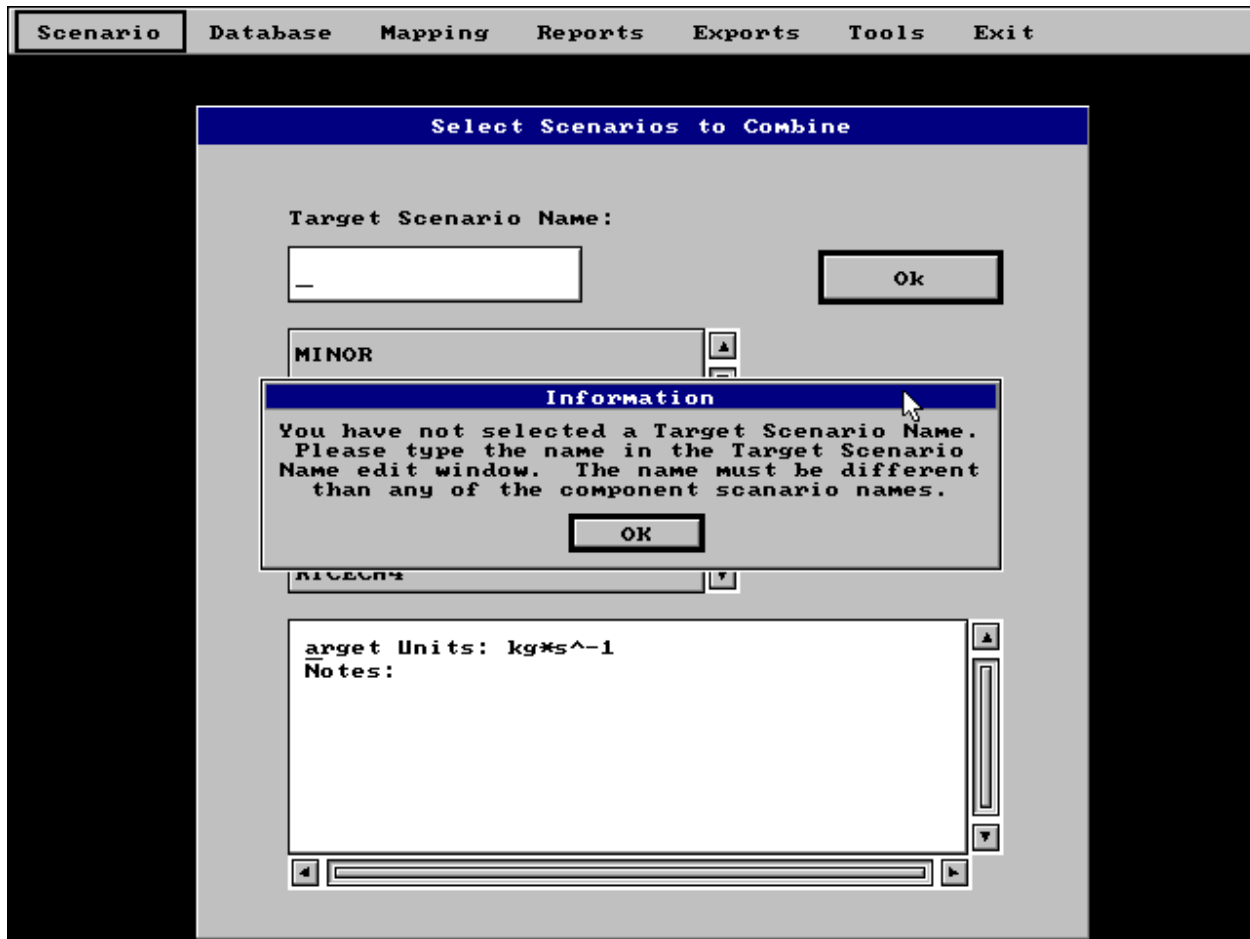 Scenario Database Mapping Reports Exports Tools Exit
Select Scenarios to Combine
Target Scenario Name:
_
Ok
MINOR
Information
You have not selected a Target Scenario Name.
Please type the name in the Target Scenario
Name edit window. The name must be different
than any of the component scanario names.
OK
RICECH4
arget Units: kg*s^-1
Notes: